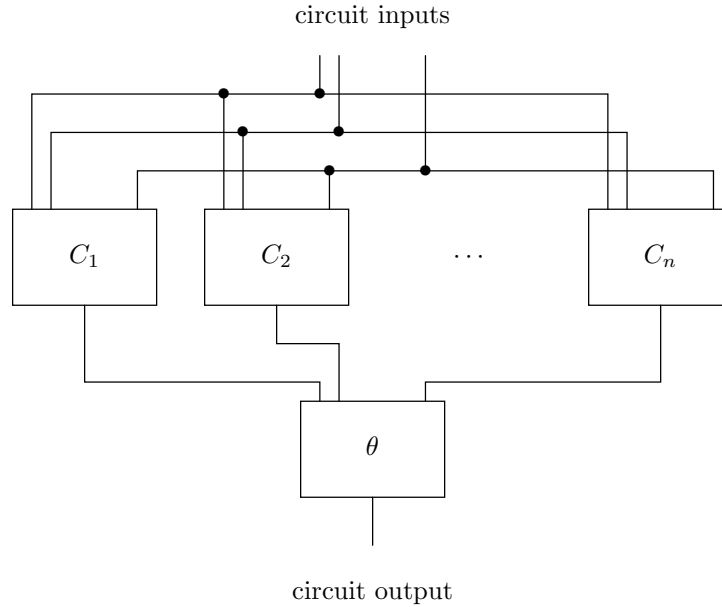 circuit inputs
C₁ C₂ ⋯ Cₙ
θ
circuit output